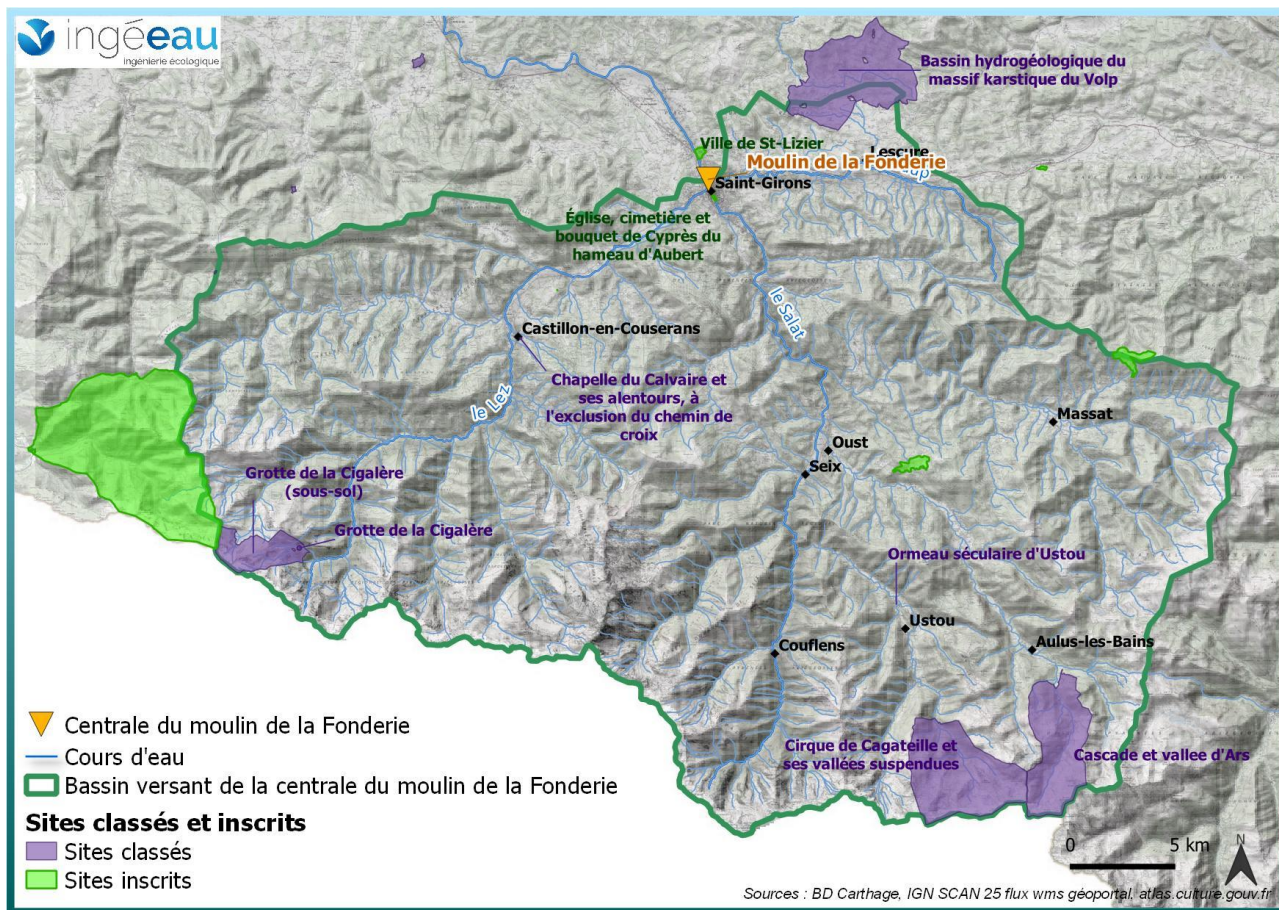 ingéeau
ingénierie écologique
Bassin hydrogéologique du
massif karstique du Volp
Ville de St-Lizier
Lescure
Moulin de la Fonderie
Saint-Girons
Église, cimetière et
bouquet de Cyprès du
hameau d'Aubert
le Salat
Castillon-en-Couserans
Chapelle du Calvaire et
ses alentours, à
l'exclusion du chemin de
croix
le Lez
Massat
Oust
Seix
Grotte de la Cigalère
(sous-sol)
Grotte de la Cigalère
Ormeau séculaire d'Ustou
Ustou
Couflens
Aulus-les-Bains
Cirque de Cagateille et
ses vallées suspendues
Cascade et vallee d'Ars
Centrale du moulin de la Fonderie
Cours d'eau
Bassin versant de la centrale du moulin de la Fonderie
Sites classés et inscrits
Sites classés
Sites inscrits
0 5 km
N
Sources : BD Carthage, IGN SCAN 25 flux wms géoportal, atlas.culture.gouv.fr